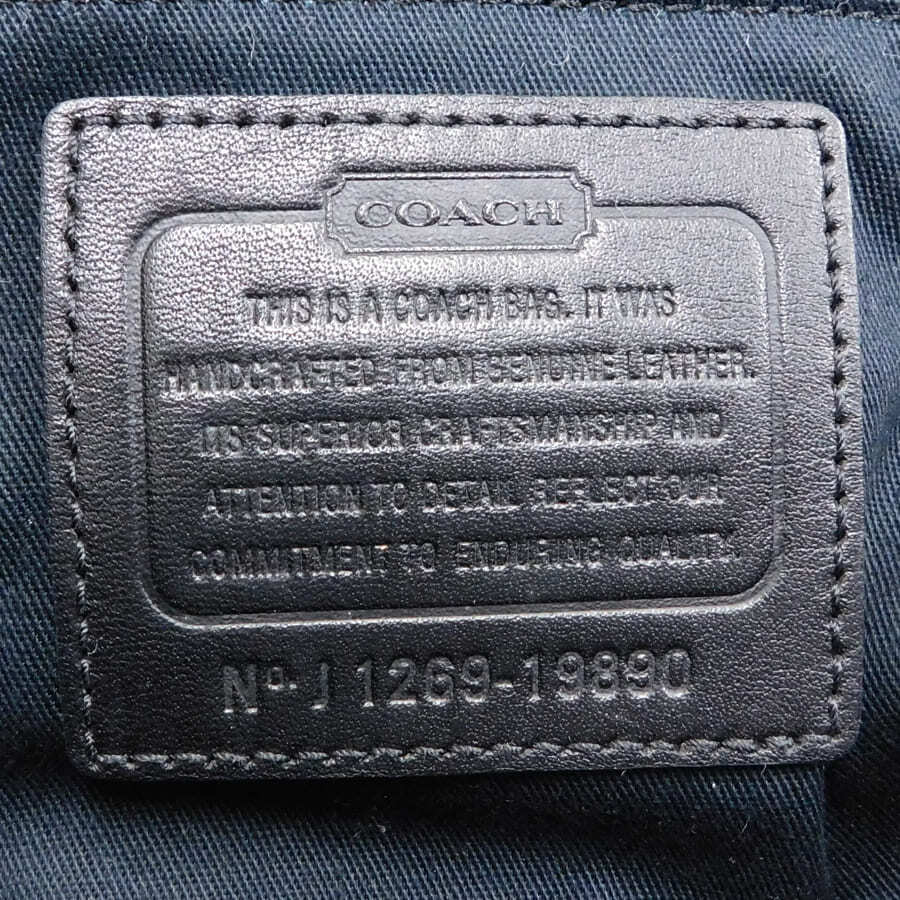 COACH
THIS IS A COACH BAG. IT WAS
HANDCRAFTED FROM GENUINE LEATHER.
ITS SUPERIOR CRAFTSMANSHIP AND
ATTENTION TO DETAIL REFLECT OUR
COMMITMENT TO ENDURING QUALITY.
No. J1269-19890